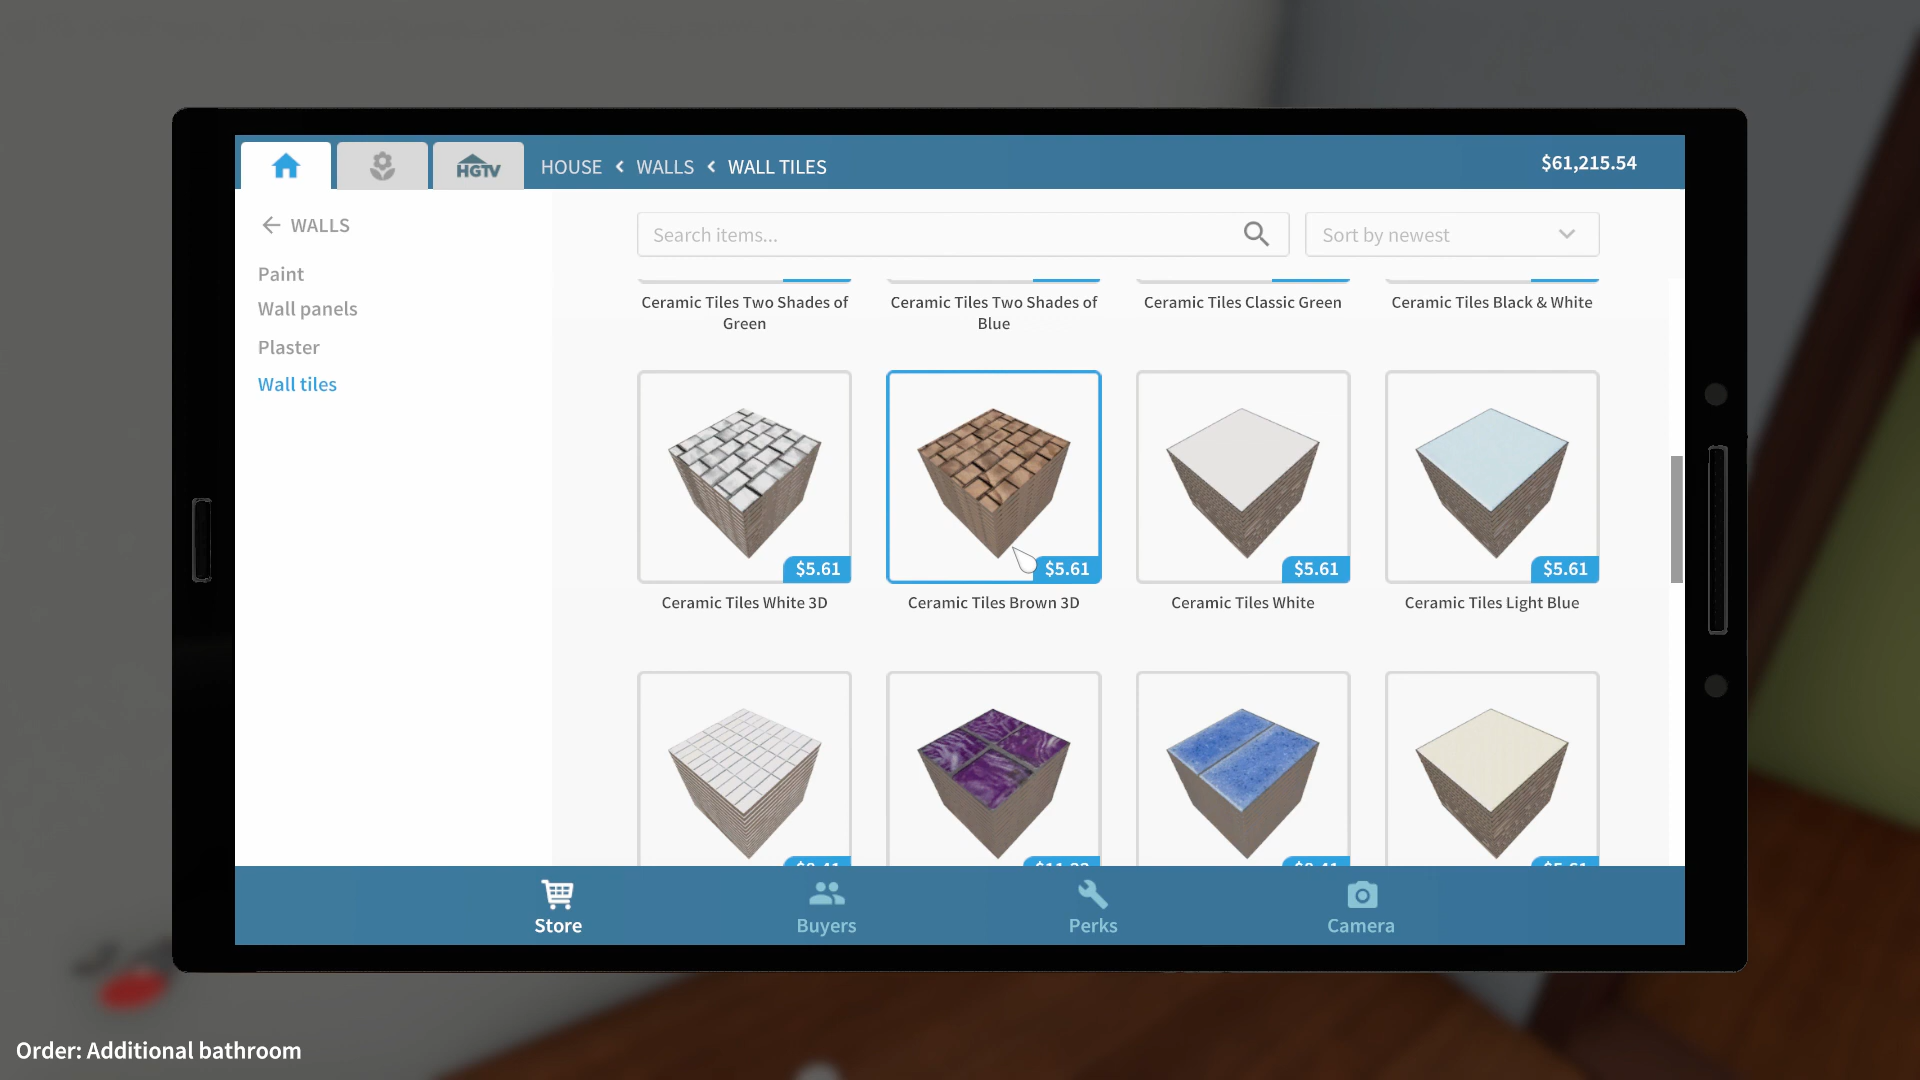 HGTV
HOUSE < WALLS < WALL TILES
$61,215.54
WALLS
Search items...
Sort by newest
Paint
Wall panels
Plaster
Wall tiles
Ceramic Tiles Two Shades of
Green
Ceramic Tiles Two Shades of
Blue
Ceramic Tiles Classic Green
Ceramic Tiles Black & White
$5.61
$5.61
$5.61
$5.61
Ceramic Tiles White 3D
Ceramic Tiles Brown 3D
Ceramic Tiles White
Ceramic Tiles Light Blue
Store
Buyers
Perks
Camera
Order: Additional bathroom